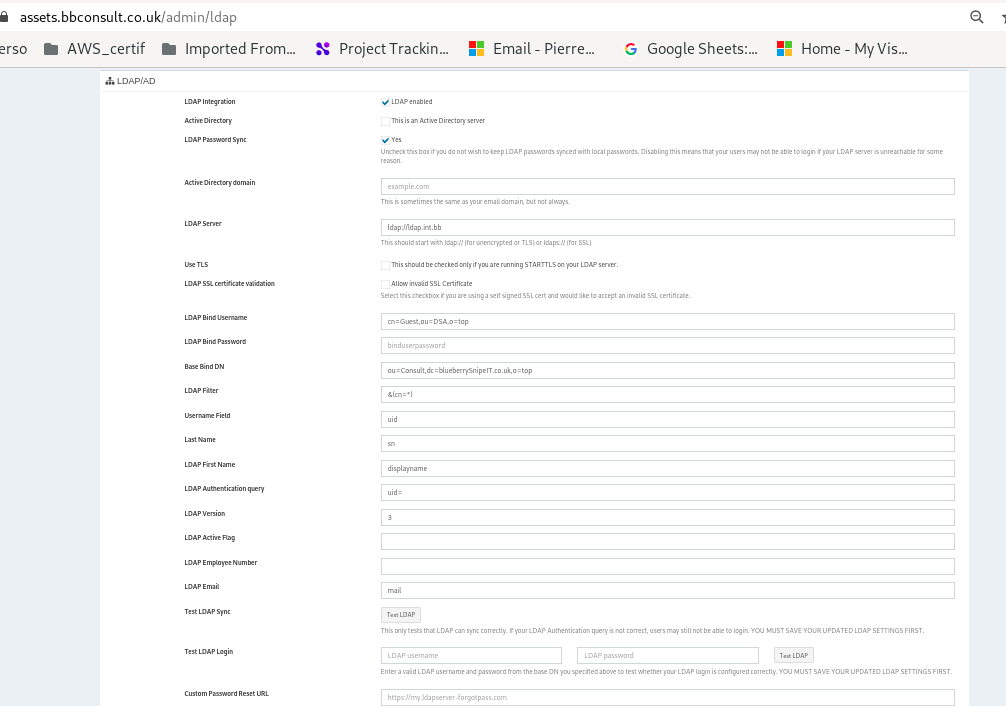 assets.bbconsult.co.uk/admin/ldap
erso AWS_certif Imported From... Project Trackin... Email - Pierre... Google Sheets:... Home - My Vis...
LDAP/AD
LDAP Integration LDAP enabled
Active Directory This is an Active Directory server
LDAP Password Sync Yes
Uncheck this box if you do not wish to keep LDAP passwords synced with local passwords. Disabling this means that your users may not be able to login if your LDAP server is unreachable for some
reason.
Active Directory domain example.com
This is sometimes the same as your email domain, but not always.
LDAP Server ldap://ldap.int.bb
This should start with ldap:// (for unencrypted or TLS) or ldaps:// (for SSL)
Use TLS This should be checked only if you are running STARTTLS on your LDAP server.
LDAP SSL certificate validation Allow invalid SSL Certificate
Select this checkbox if you are using a self signed SSL cert and would like to accept an invalid SSL certificate.
LDAP Bind Username cn=Guest,ou=DSA,o=top
LDAP Bind Password binduserpassword
Base Bind DN ou=Consult,dc=blueberrySnipeIT.co.uk,o=top
LDAP Filter &(cn=*)
Username Field uid
Last Name sn
LDAP First Name displayname
LDAP Authentication query uid=
LDAP Version 3
LDAP Active Flag
LDAP Employee Number
LDAP Email mail
Test LDAP Sync Test LDAP
This only tests that LDAP can sync correctly. If your LDAP Authentication query is not correct, users may still not be able to login. YOU MUST SAVE YOUR UPDATED LDAP SETTINGS FIRST.
Test LDAP Login LDAP username LDAP password Test LDAP
Enter a valid LDAP username and password from the base DN you specified above to test whether your LDAP login is configured correctly. YOU MUST SAVE YOUR UPDATED LDAP SETTINGS FIRST.
Custom Password Reset URL https://my.ldapserver-forgotpass.com